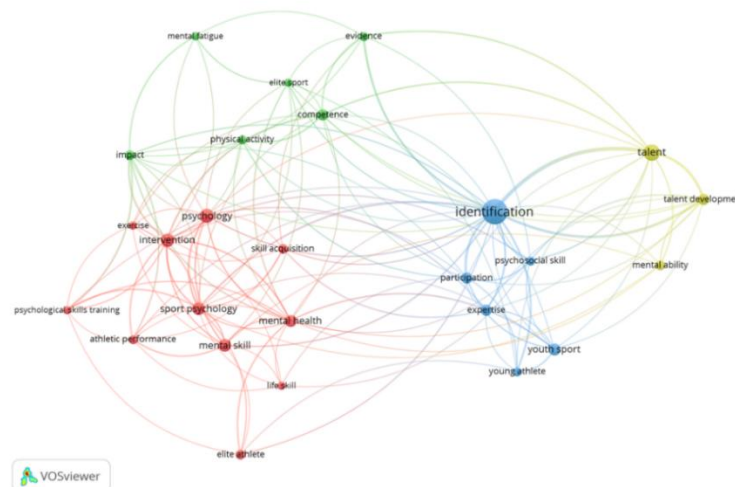 mental fatigue
evidence
elite sport
competence
physical activity
impact
talent
talent developme
identification
psychology
exercise
intervention
skill acquisition
psychosocial skill
mental ability
participation
psychological skills training
sport psychology
expertise
mental health
athletic performance
mental skill
youth sport
young athlete
life skill
elite athlete
VOSviewer